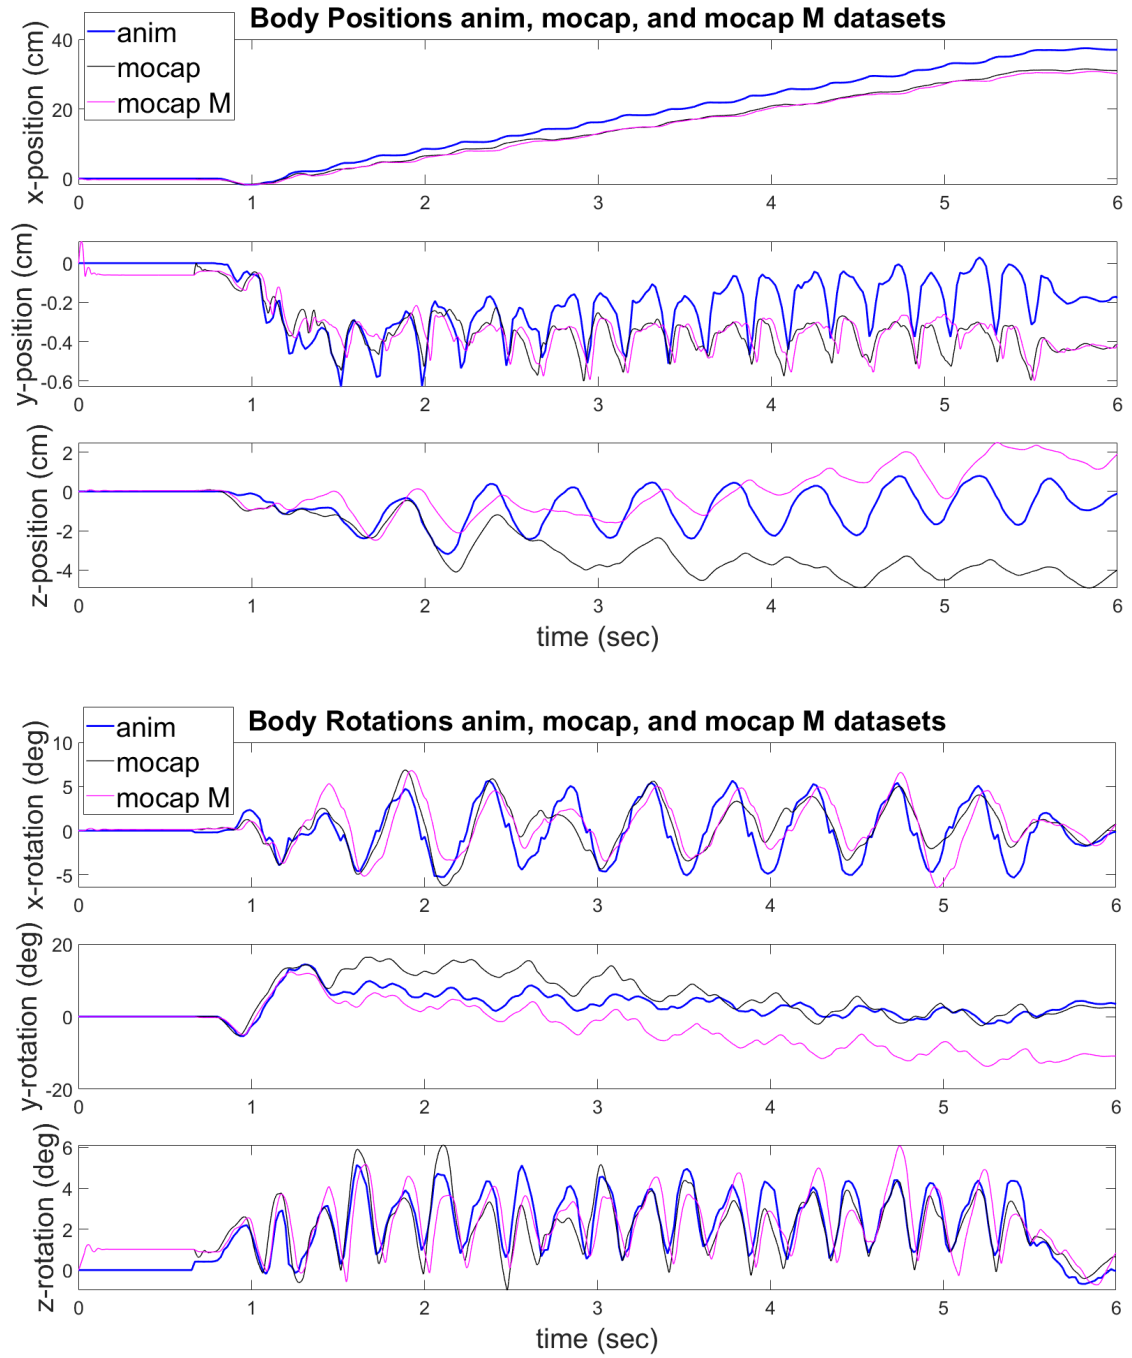 Body Positions anim, mocap, and mocap M datasets
anim
mocap
mocap M
x-position (cm)
40
20
0
0 1 2 3 4 5 6
y-position (cm)
0
-0.2
-0.4
-0.6
0 1 2 3 4 5 6
z-position (cm)
2
0
-2
-4
0 1 2 3 4 5 6
time (sec)
Body Rotations anim, mocap, and mocap M datasets
anim
mocap
mocap M
x-rotation (deg)
10
5
0
-5
0 1 2 3 4 5 6
y-rotation (deg)
20
0
-20
0 1 2 3 4 5 6
z-rotation (deg)
6
4
2
0
0 1 2 3 4 5 6
time (sec)